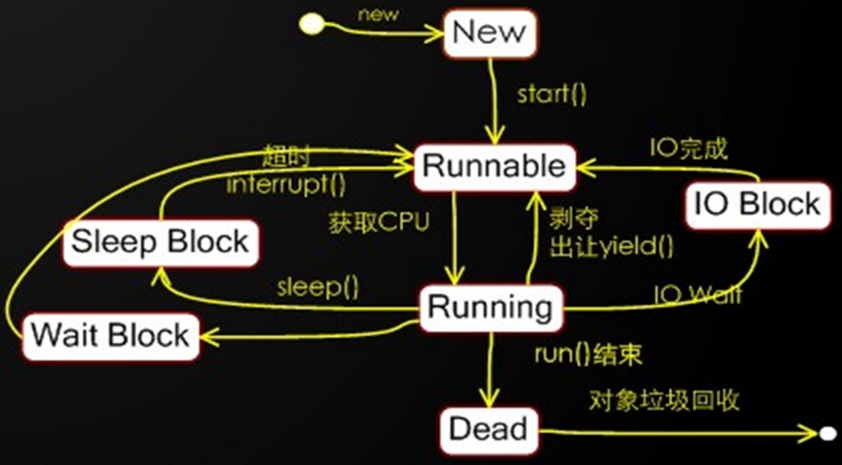 new
New
start()
超时
interrupt()
Runnable
IO完成
IO Block
获取CPU
剥夺
出让yield()
Sleep Block
sleep()
Running
IO Wait
Wait Block
run()结束
对象垃圾回收
Dead